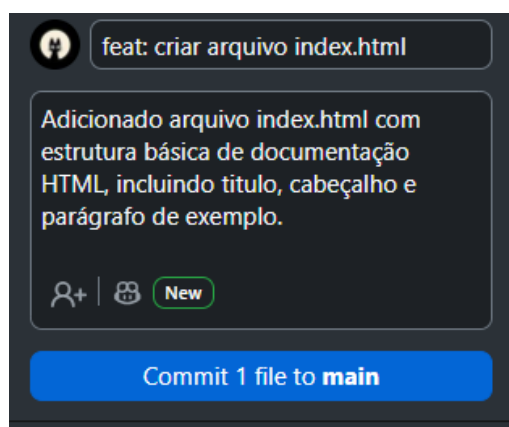 feat: criar arquivo index.html
Adicionado arquivo index.html com
estrutura básica de documentação
HTML, incluindo titulo, cabeçalho e
parágrafo de exemplo.
New
Commit 1 file to main